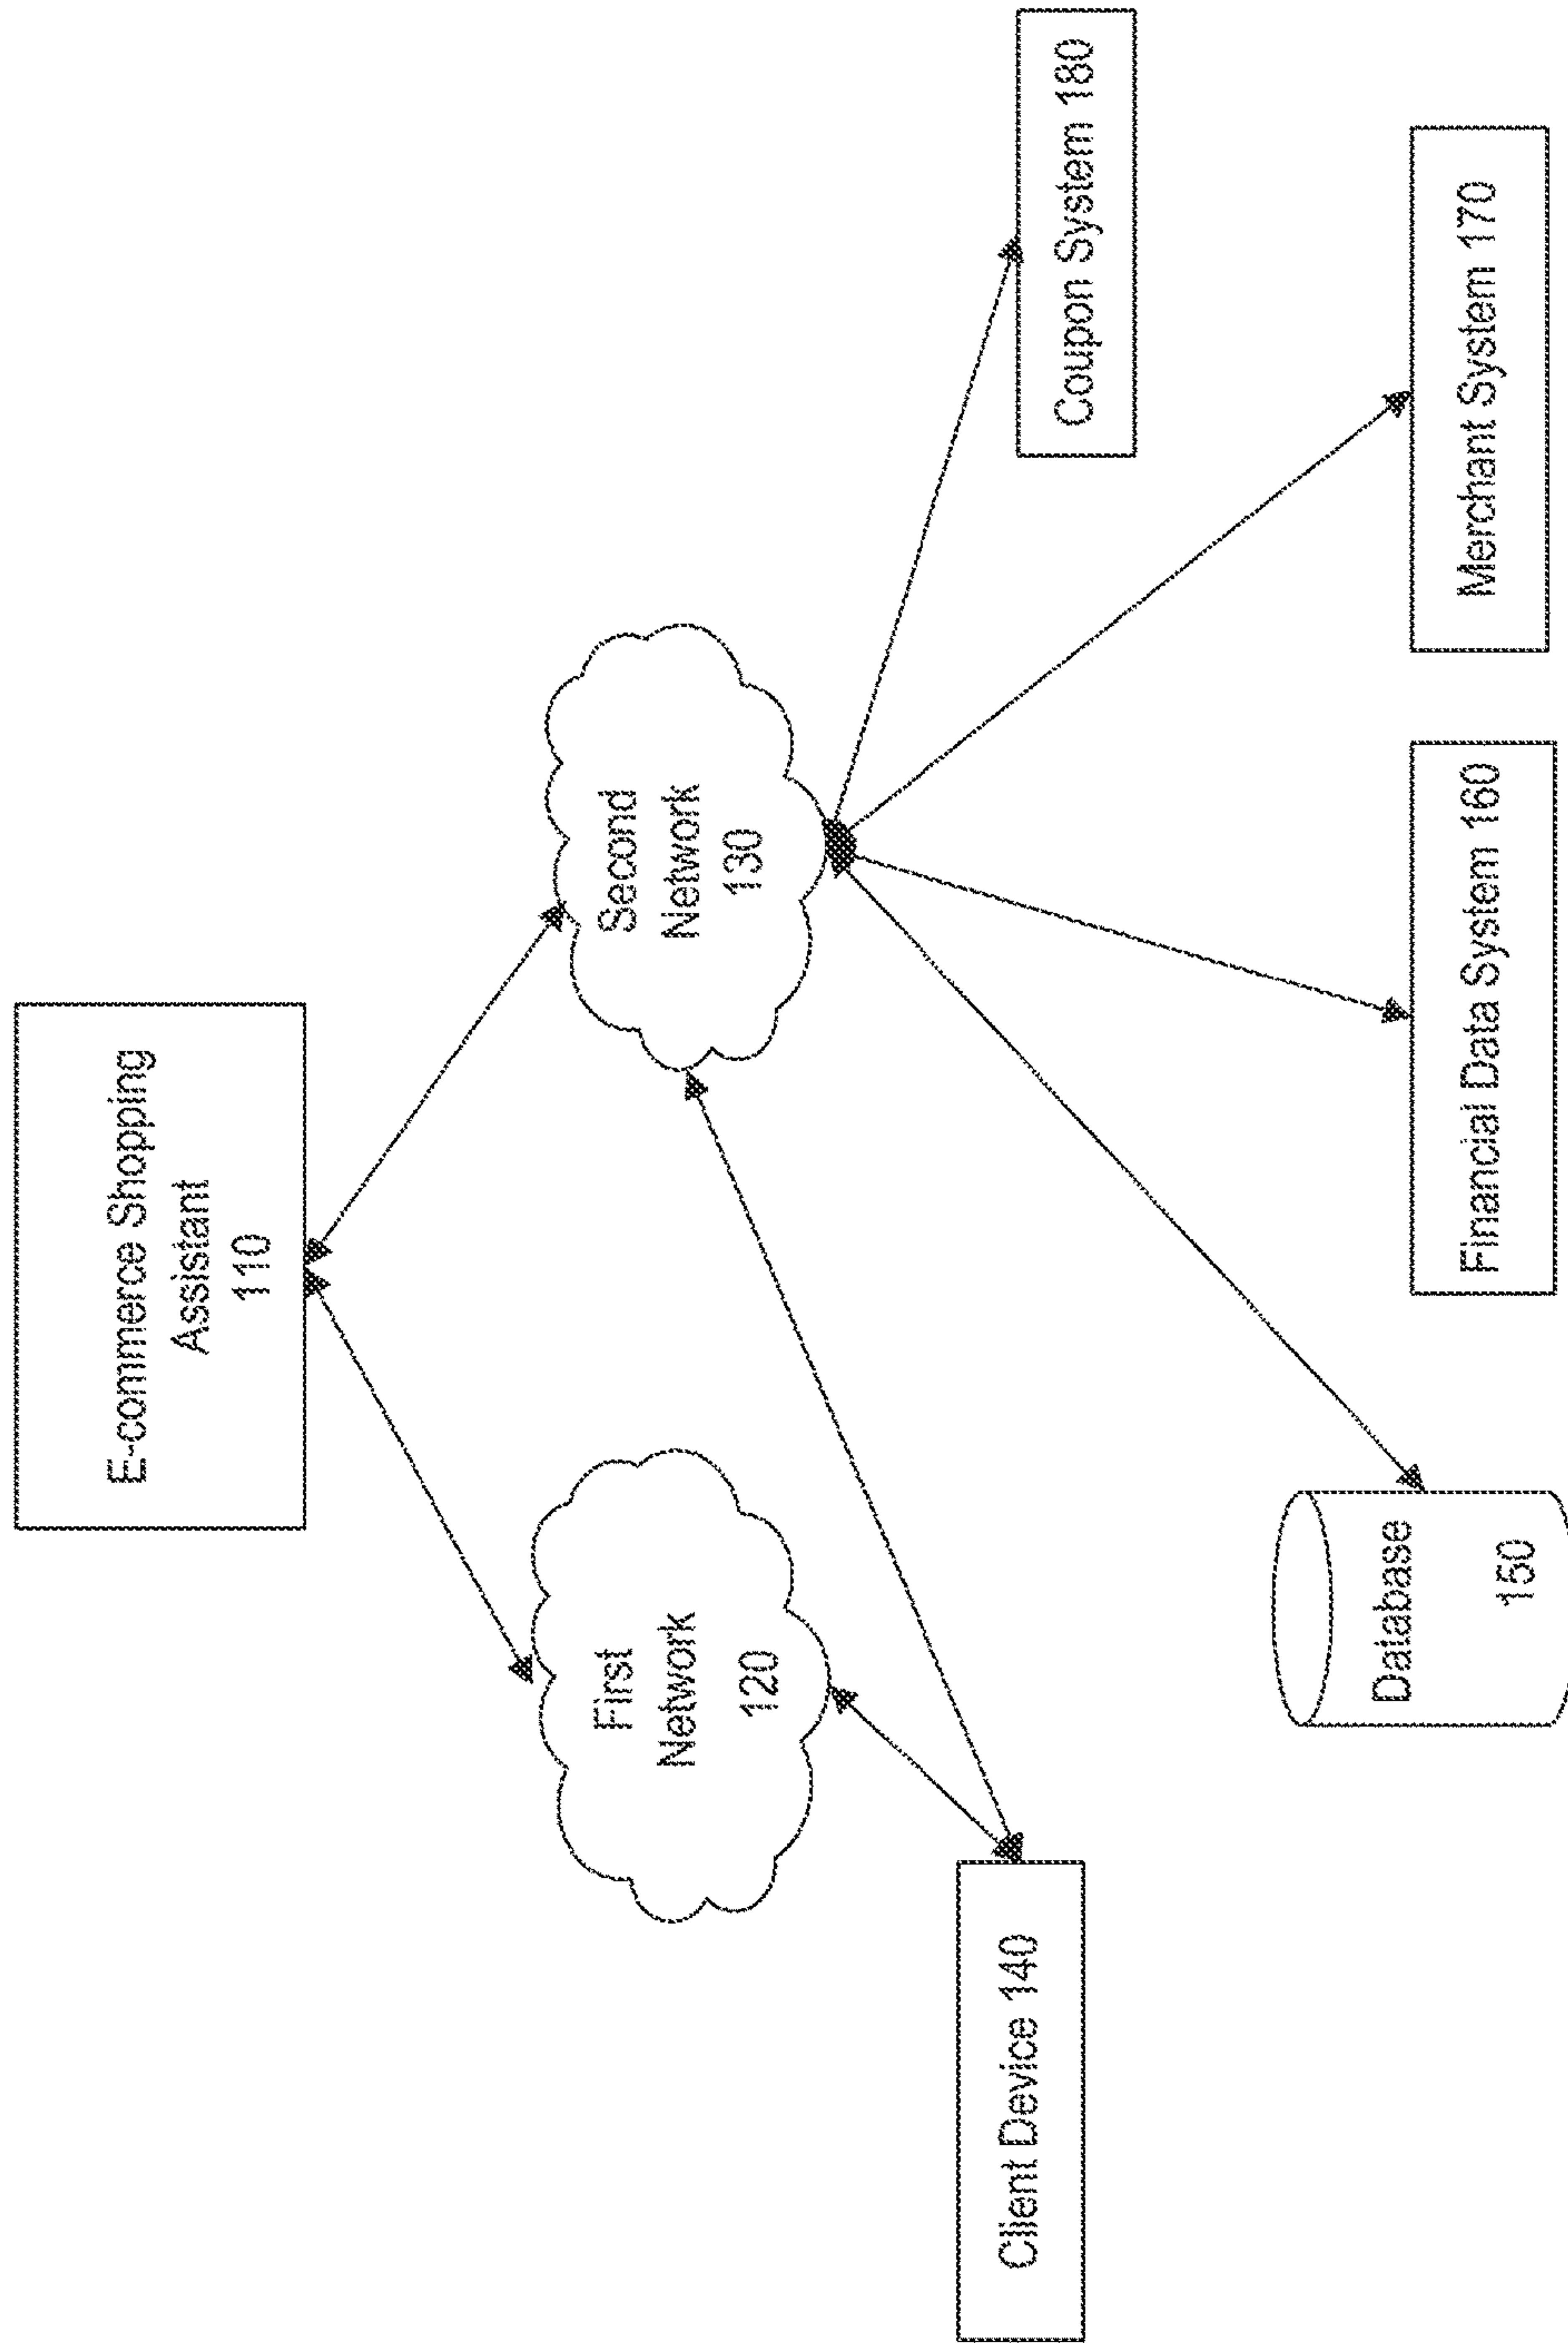 E-commerce Shopping
Assistant
110
First
Network
120
Second
Network
130
Client Device 140
Coupon System 180
Database
150
Financial Data System 160
Merchant System 170